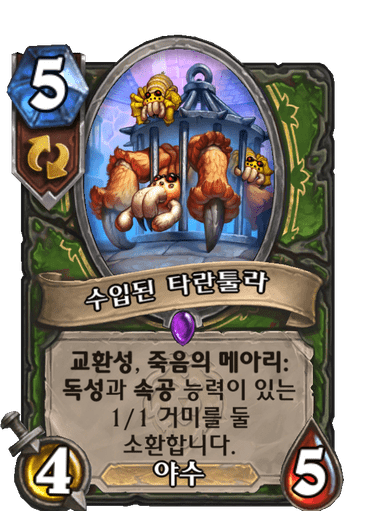 5
수입된 타란툴라
교환성, 죽음의 메아리:
독성과 속공 능력이 있는
1/1 거미를 둘
소환합니다.
4
야수
5